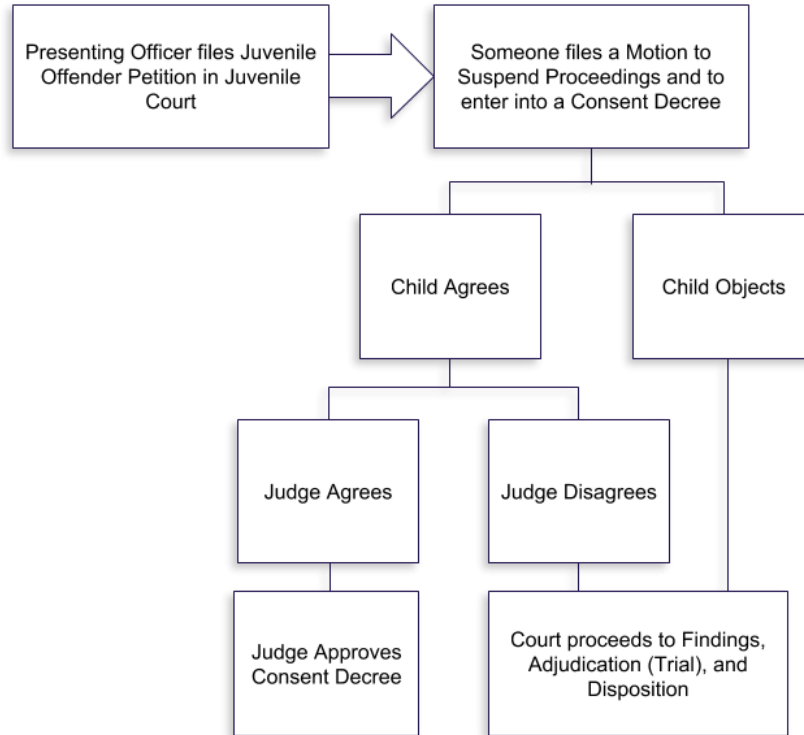 Presenting Officer files Juvenile
Offender Petition in Juvenile
Court
Someone files a Motion to
Suspend Proceedings and to
enter into a Consent Decree
Child Agrees
Child Objects
Judge Agrees
Judge Disagrees
Judge Approves
Consent Decree
Court proceeds to Findings,
Adjudication (Trial), and
Disposition